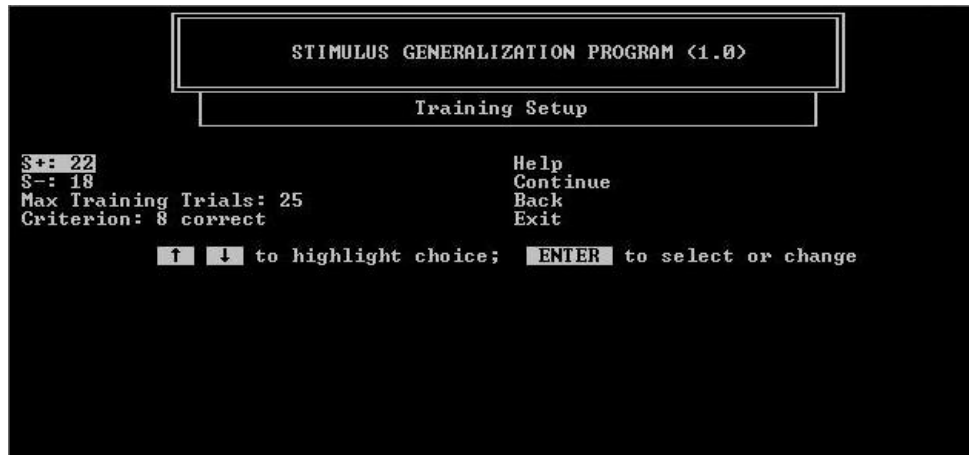 STIMULUS GENERALIZATION PROGRAM (1.0)
Training Setup
S+: 22
S-: 18
Max Training Trials: 25
Criterion: 8 correct
Help
Continue
Back
Exit
↑ ↓ to highlight choice; ENTER to select or change